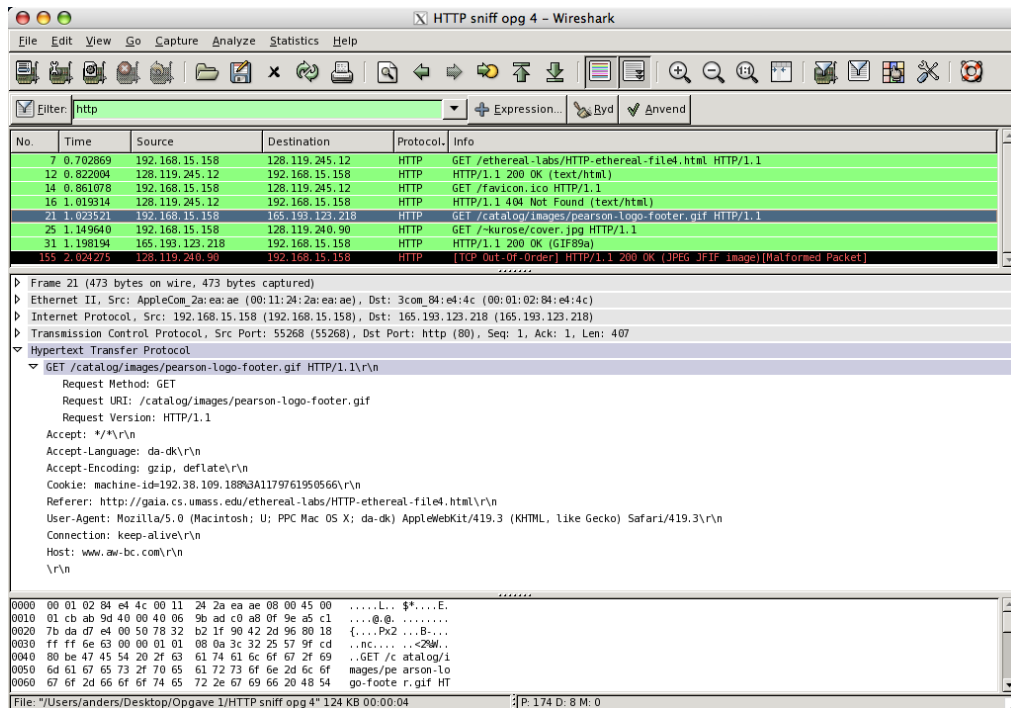 HTTP sniff opg 4 – Wireshark
File Edit View Go Capture Analyze Statistics Help
Filter: http Expression... Ryd Anvend
No. Time Source Destination Protocol Info
7 0.702869 192.168.15.158 128.119.245.12 HTTP GET /ethereal-labs/HTTP-ethereal-file4.html HTTP/1.1
12 0.822004 128.119.245.12 192.168.15.158 HTTP HTTP/1.1 200 OK (text/html)
14 0.861078 192.168.15.158 128.119.245.12 HTTP GET /favicon.ico HTTP/1.1
16 1.019314 128.119.245.12 192.168.15.158 HTTP HTTP/1.1 404 Not Found (text/html)
21 1.023521 192.168.15.158 165.193.123.218 HTTP GET /catalog/images/pearson-logo-footer.gif HTTP/1.1
25 1.149640 192.168.15.158 128.119.240.90 HTTP GET /~kurose/cover.jpg HTTP/1.1
31 1.198194 165.193.123.218 192.168.15.158 HTTP HTTP/1.1 200 OK (GIF89a)
155 2.024275 128.119.240.90 192.168.15.158 HTTP [TCP Out-Of-Order] HTTP/1.1 200 OK (JPEG JFIF image)[Malformed Packet]
Frame 21 (473 bytes on wire, 473 bytes captured)
Ethernet II, Src: AppleCom_2a:ea:ae (00:11:24:2a:ea:ae), Dst: 3com_84:e4:4c (00:01:02:84:e4:4c)
Internet Protocol, Src: 192.168.15.158 (192.168.15.158), Dst: 165.193.123.218 (165.193.123.218)
Transmission Control Protocol, Src Port: 55268 (55268), Dst Port: http (80), Seq: 1, Ack: 1, Len: 407
Hypertext Transfer Protocol
GET /catalog/images/pearson-logo-footer.gif HTTP/1.1\r\n
Request Method: GET
Request URI: /catalog/images/pearson-logo-footer.gif
Request Version: HTTP/1.1
Accept: */*\r\n
Accept-Language: da-dk\r\n
Accept-Encoding: gzip, deflate\r\n
Cookie: machine-id=192.38.109.188%3A1179761950566\r\n
Referer: http://gaia.cs.umass.edu/ethereal-labs/HTTP-ethereal-file4.html\r\n
User-Agent: Mozilla/5.0 (Macintosh; U; PPC Mac OS X; da-dk) AppleWebKit/419.3 (KHTML, like Gecko) Safari/419.3\r\n
Connection: keep-alive\r\n
Host: www.aw-bc.com\r\n
\r\n
0000 00 01 02 84 e4 4c 00 11 24 2a ea ae 08 00 45 00 .....L.. $*....E.
0010 01 cb ab 9d 40 00 40 06 9b ad c0 a8 0f 9e a5 c1 ....@.@. ........
0020 7b da d7 e4 00 50 78 32 b2 1f 90 42 2d 96 80 18 {....Px2 ...B-...
0030 ff ff 6e 63 00 00 01 01 08 0a 3c 32 25 57 9f cd ..nc.... ..<2%W..
0040 80 be 47 45 54 20 2f 63 61 74 61 6c 6f 67 2f 69 ..GET /c atalog/i
0050 6d 61 67 65 73 2f 70 65 61 72 73 6f 6e 2d 6c 6f mages/pe arson-lo
0060 67 6f 2d 66 6f 6f 74 65 72 2e 67 69 66 20 48 54 go-foote r.gif HT
File: "/Users/anders/Desktop/Opgave 1/HTTP sniff opg 4" 124 KB 00:00:04 P: 174 D: 8 M: 0